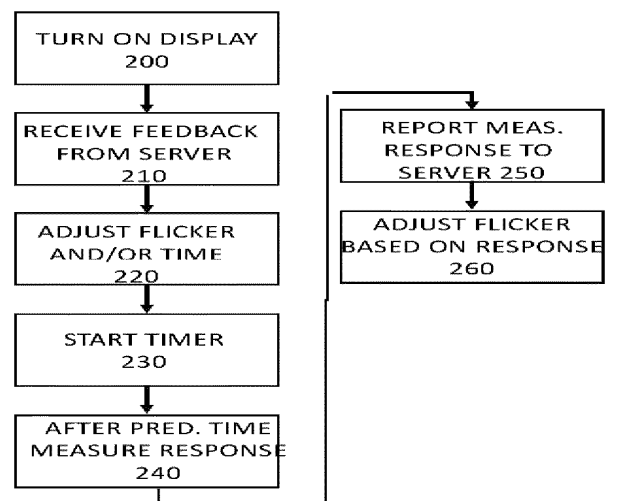 TURN ON DISPLAY
200
RECEIVE FEEDBACK
FROM SERVER
210
ADJUST FLICKER
AND/OR TIME
220
START TIMER
230
AFTER PRED. TIME
MEASURE RESPONSE
240
REPORT MEAS.
RESPONSE TO
SERVER 250
ADJUST FLICKER
BASED ON RESPONSE
260